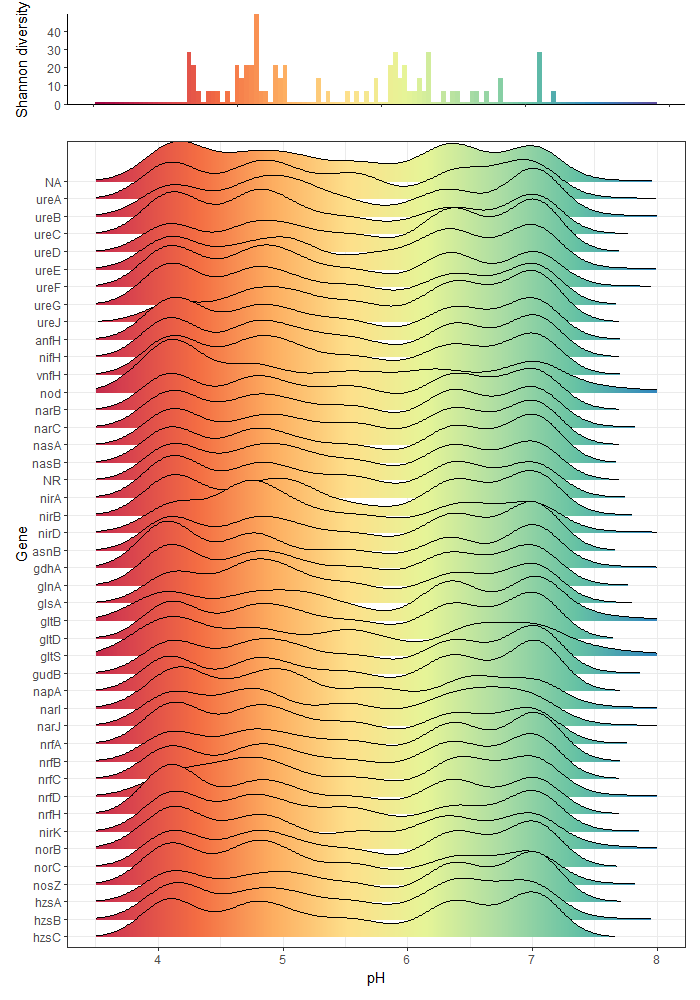 Shannon diversity
40
30
20
10
0
Gene
NA
ureA
ureB
ureC
ureD
ureE
ureF
ureG
ureJ
anfH
nifH
vnfH
nod
narB
narC
nasA
nasB
NR
nirA
nirB
nirD
asnB
gdhA
glnA
glsA
gltB
gltD
gltS
gudB
napA
narI
narJ
nrfA
nrfB
nrfC
nrfD
nrfH
nirK
norB
norC
nosZ
hzsA
hzsB
hzsC
4 5 6 7 8
pH